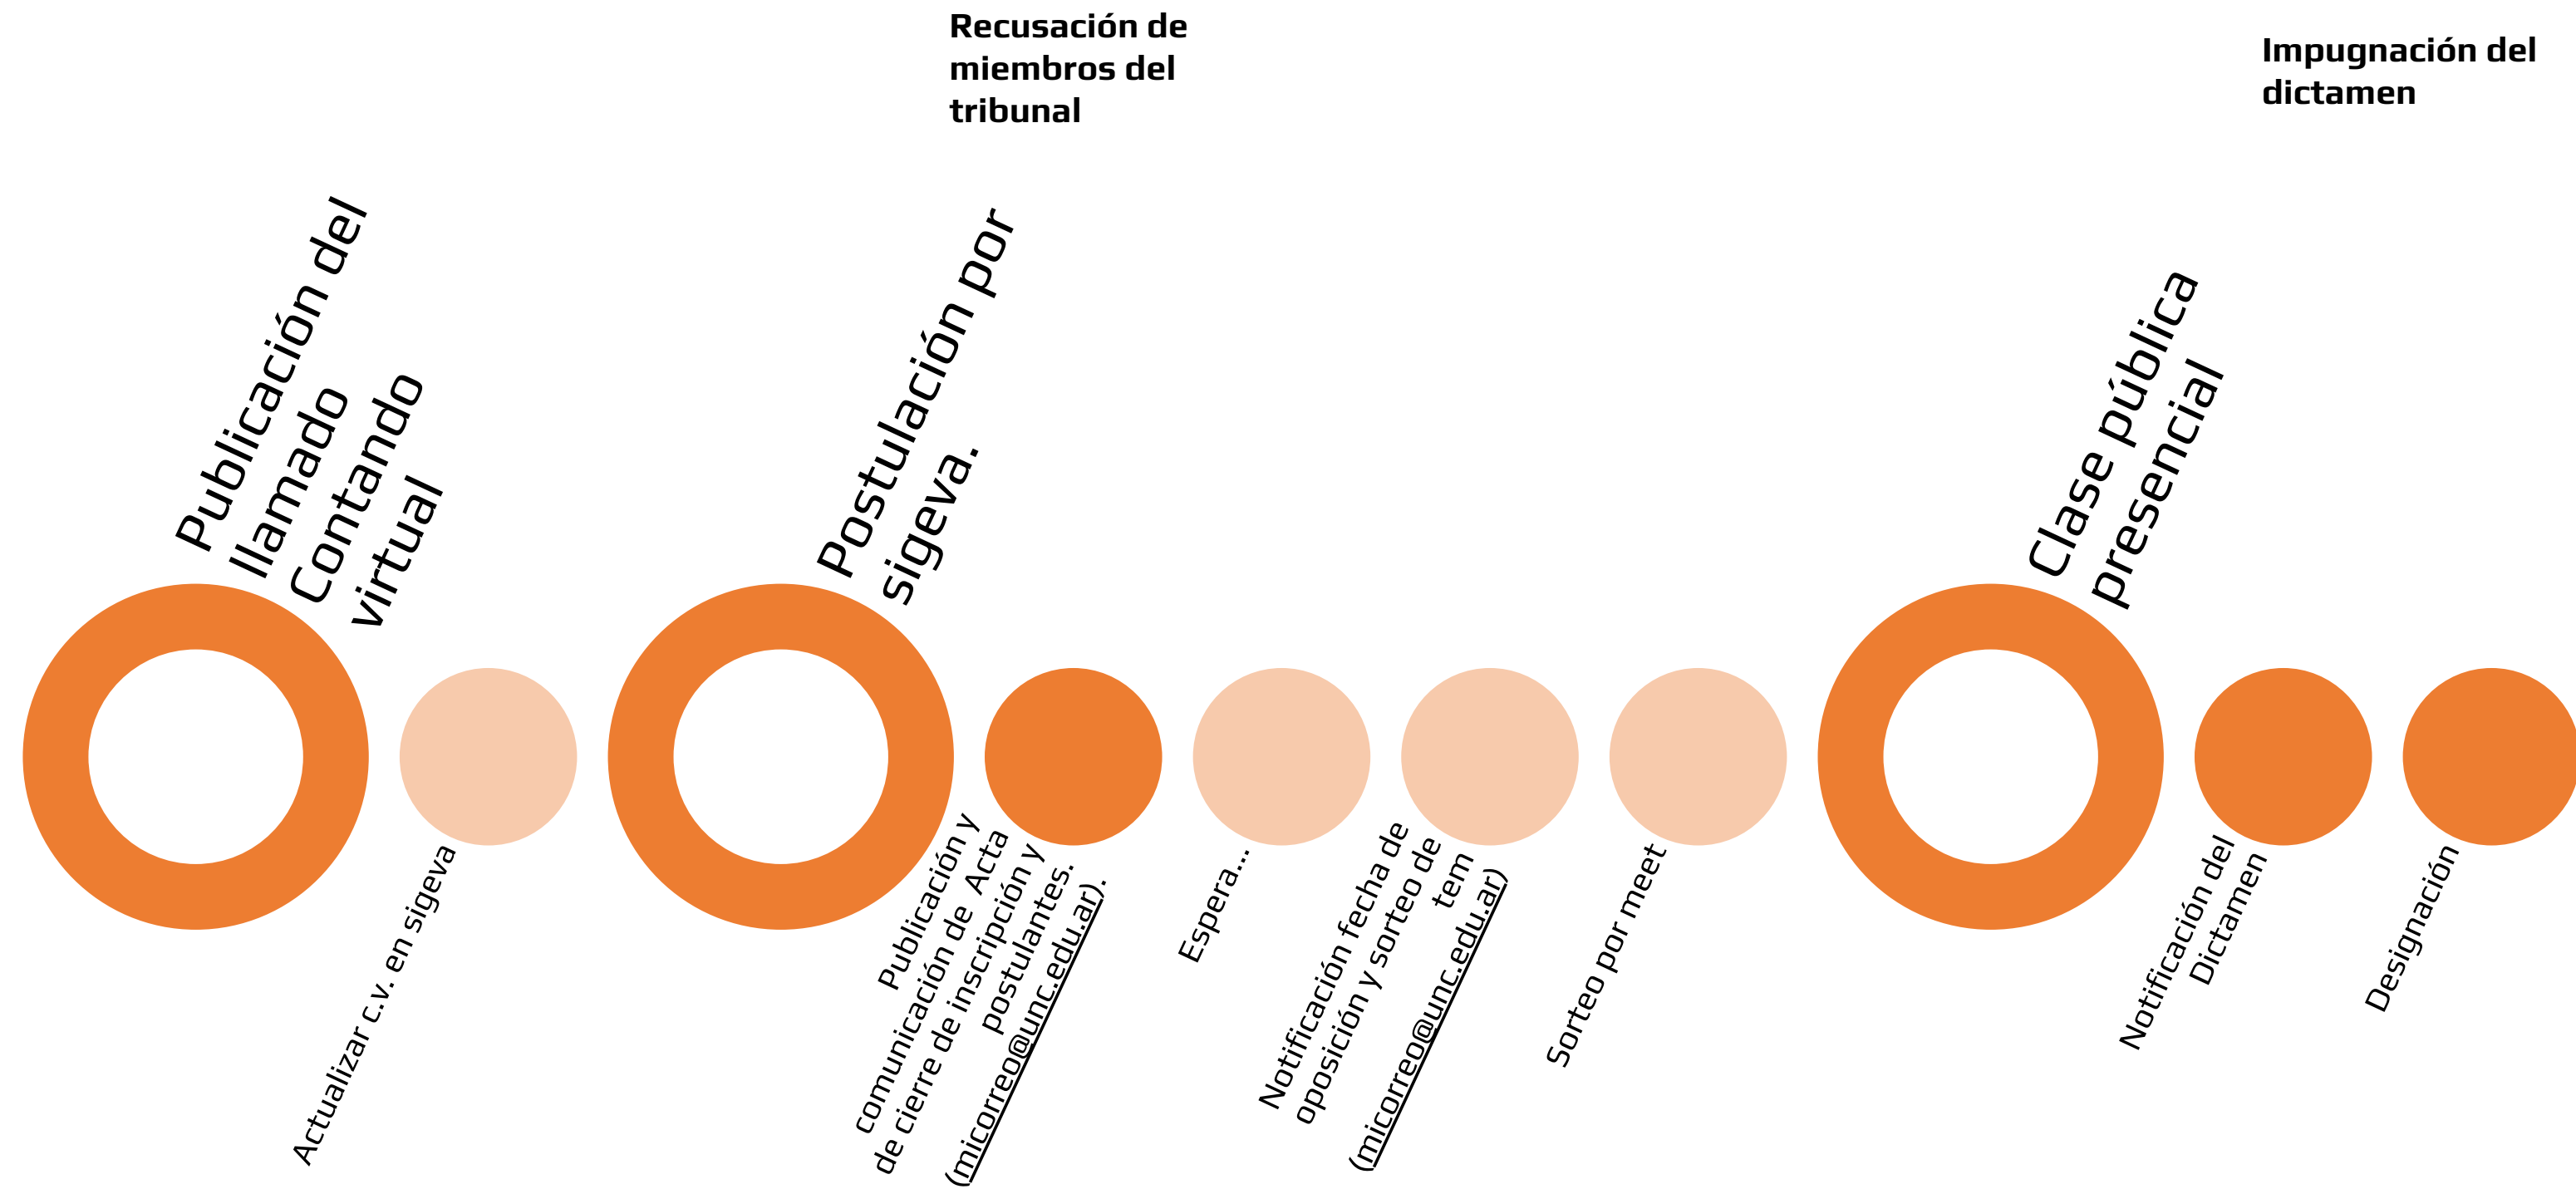 Recusación de
miembros del
tribunal
Impugnación del
dictamen
Publicación del
llamado
Contando
virtual
Actualizar c.v. en sigeva
Postulación por
sigeva.
Publicación y
comunicación de Acta
de cierre de inscripción y
postulantes.
(micorreo@unc.edu.ar).
Espera...
Notificación fecha de
oposición y sorteo de
tem
(micorreo@unc.edu.ar)
Sorteo por meet
Clase pública
presencial
Notificación del
Dictamen
Designación